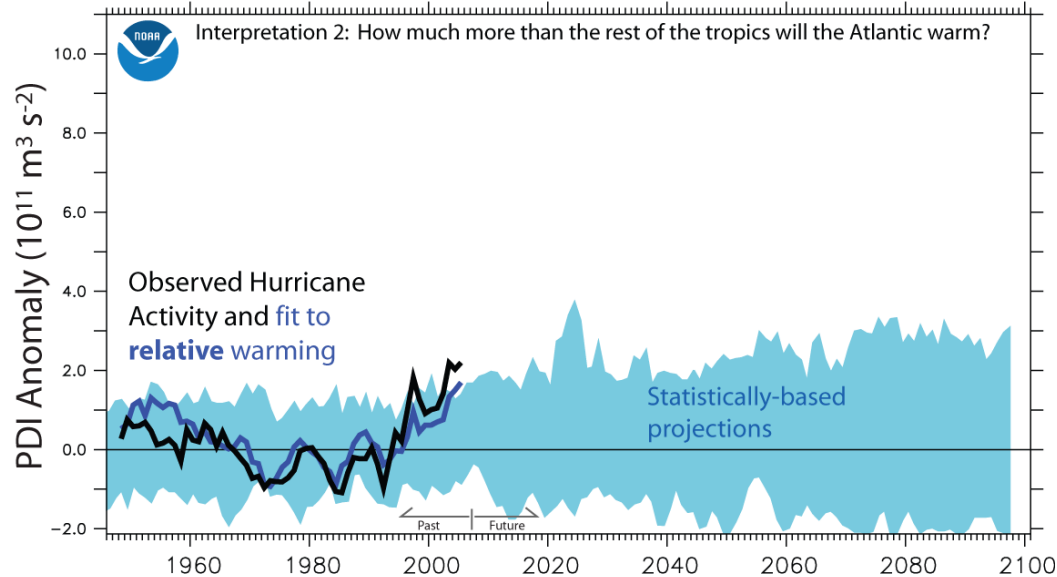 NOAA
Interpretation 2: How much more than the rest of the tropics will the Atlantic warm?
PDI Anomaly (10¹¹ m³ s⁻²)
10.0
8.0
6.0
4.0
2.0
0.0
−2.0
Observed Hurricane
Activity and fit to
relative warming
Statistically-based
projections
Past
Future
1960
1980
2000
2020
2040
2060
2080
2100